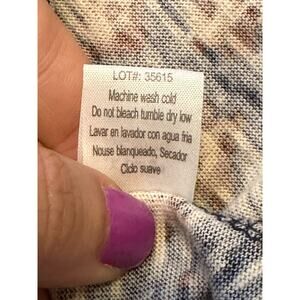 LOT#: 35615
Machine wash cold
Do not bleach tumble dry low
Lavar en lavador con agua fria
Nouse blanqueado, Secador
Ciclo suave